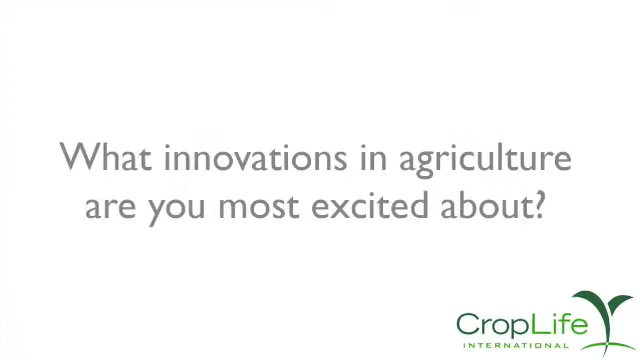 What innovations in agriculture
are you most excited about?
CropLife
INTERNATIONAL